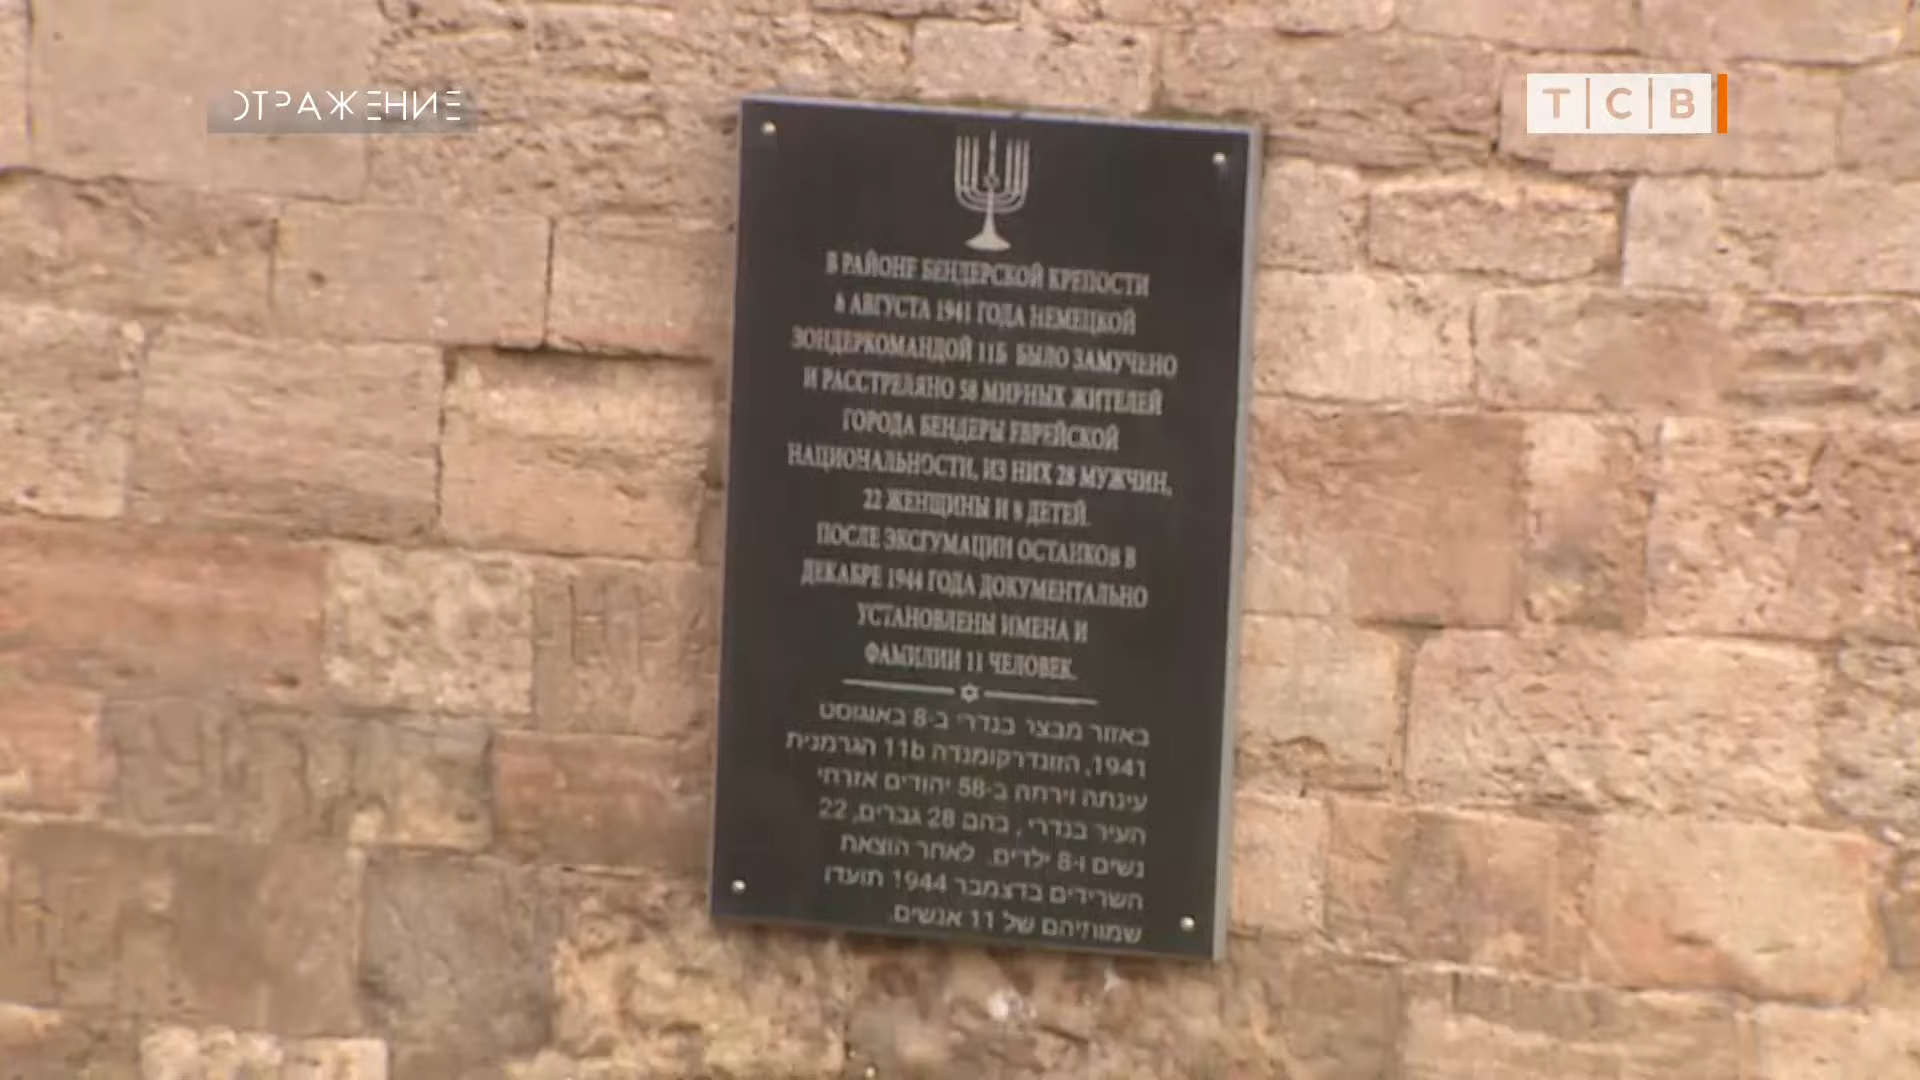 ОТРАЖЕНИЕ
Т С В
В РАЙОНЕ БЕНДЕРСКОЙ КРЕПОСТИ
8 АВГУСТА 1941 ГОДА НЕМЕЦКОЙ
ЗОНДЕРКОМАНДОЙ 11Б БЫЛО ЗАМУЧЕНО
И РАССТРЕЛЯНО 58 МИРНЫХ ЖИТЕЛЕЙ
ГОРОДА БЕНДЕРЫ ЕВРЕЙСКОЙ
НАЦИОНАЛЬНОСТИ, ИЗ НИХ 28 МУЖЧИН,
22 ЖЕНЩИНЫ И 8 ДЕТЕЙ.
ПОСЛЕ ЭКСГУМАЦИИ ОСТАНКОВ В
ДЕКАБРЕ 1944 ГОДА ДОКУМЕНТАЛЬНО
УСТАНОВЛЕНЫ ИМЕНА И
ФАМИЛИИ 11 ЧЕЛОВЕК.
באזור מבצר בנדרי ב-8 באוגוסט
1941, הזונדרקומנדה 11b הגרמנית
עינתה וירתה ב-58 יהודים אזרחי
העיר בנדרי , בהם 28 גברים, 22
נשים ו-8 ילדים. לאחר הוצאת
השרידים בדצמבר 1944 תועדו
שמותיהם של 11 אנשים.